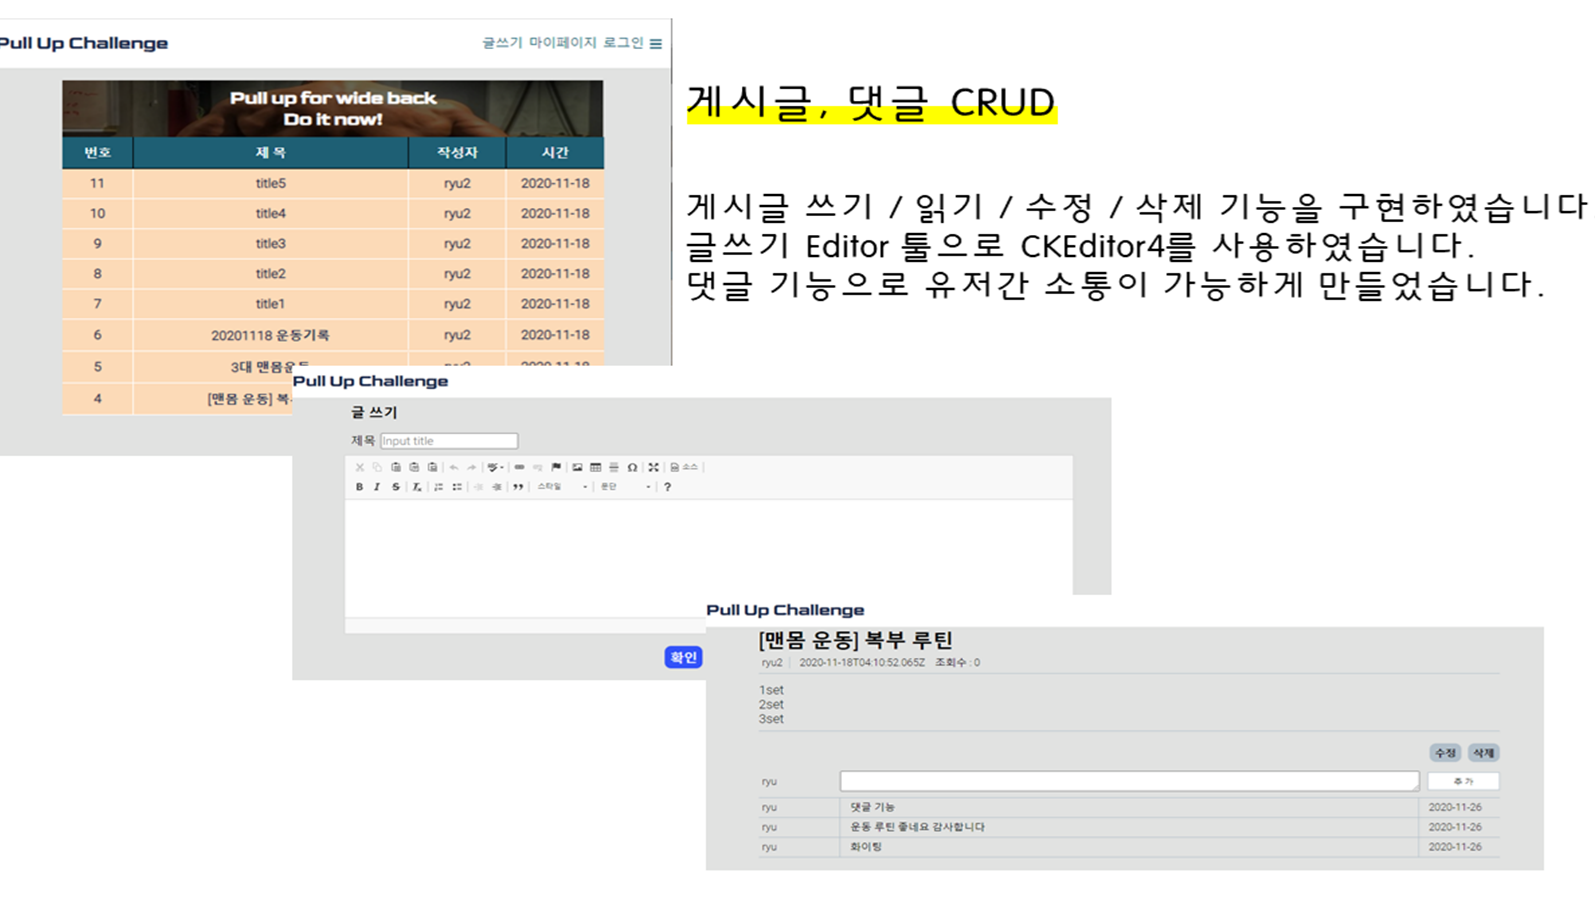 Pull Up Challenge
글쓰기 마이페이지 로그인
Pull up for wide back
Do it now!
번호 제 목 작성자 시간
11 title5 ryu2 2020-11-18
10 title4 ryu2 2020-11-18
9 title3 ryu2 2020-11-18
8 title2 ryu2 2020-11-18
7 title1 ryu2 2020-11-18
6 20201118 운동기록 ryu2 2020-11-18
5 3대 맨몸운
4 [맨몸 운동] 복
게시글, 댓글 CRUD
게시글 쓰기 / 읽기 / 수정 / 삭제 기능을 구현하였습니다
글쓰기 Editor 툴으로 CKEditor4를 사용하였습니다.
댓글 기능으로 유저간 소통이 가능하게 만들었습니다.
Pull Up Challenge
글 쓰기
제목 Input title
소스
B I S Tx 스타일 문단 ?
확인
Pull Up Challenge
[맨몸 운동] 복부 루틴
ryu2 2020-11-18T04:10:52.065Z 조회수 : 0
1set
2set
3set
수정 삭제
ryu 추가
ryu 댓글 기능 2020-11-26
ryu 운동 루틴 좋네요 감사합니다 2020-11-26
ryu 화이팅 2020-11-26